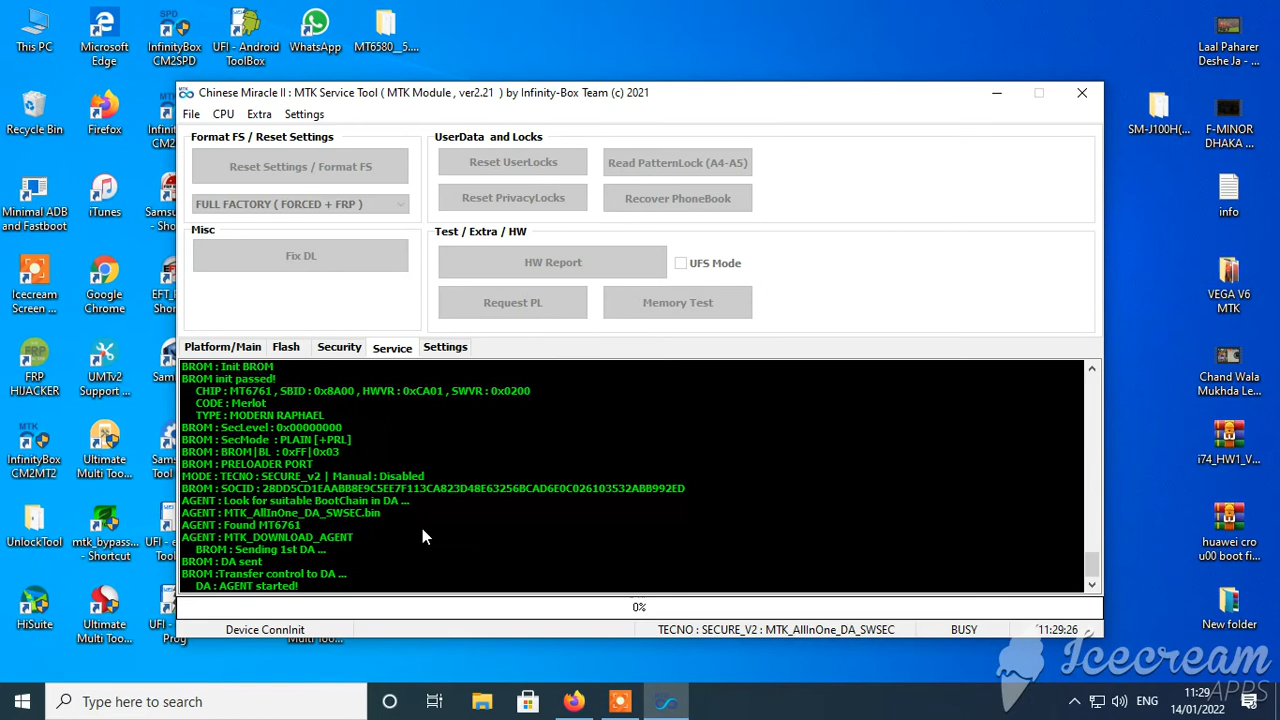 This PC
Microsoft
Edge
SPD
InfinityBox
CM2SPD
UFI - Android
ToolBox
WhatsApp
MT6580__5....
Recycle Bin
Firefox
Minimal ADB
and Fastboot
iTunes
Icecream
Screen ...
Google
Chrome
FRP
HIJACKER
UMTv2
Support ...
MTK
InfinityBox
CM2MT2
Ultimate
Multi Too...
UnlockTool
mtk_bypass...
- Shortcut
HiSuite
Ultimate
Multi Too...
Laal Paharer
Deshe Ja - ...
SM-J100H(...
F-MINOR
DHAKA ...
info
VEGA V6
MTK
Chand Wala
Mukhda Le...
i74_HW1_V...
huawei cro
u00 boot fi...
New folder
Chinese Miracle II : MTK Service Tool ( MTK Module , ver2.21 ) by Infinity-Box Team (c) 2021
File CPU Extra Settings
Format FS / Reset Settings
Reset Settings / Format FS
FULL FACTORY ( FORCED + FRP )
Misc
Fix DL
UserData and Locks
Reset UserLocks
Read PatternLock (A4-A5)
Reset PrivacyLocks
Recover PhoneBook
Test / Extra / HW
HW Report
UFS Mode
Request PL
Memory Test
Platform/Main Flash Security Service Settings
BROM : Init BROM
BROM init passed!
CHIP : MT6761 , SBID : 0x8A00 , HWVR : 0xCA01 , SWVR : 0x0200
CODE : Merlot
TYPE : MODERN RAPHAEL
BROM : SecLevel : 0x00000000
BROM : SecMode : PLAIN [+PRL]
BROM : BROM|BL : 0xFF|0x03
BROM : PRELOADER PORT
MODE : TECNO : SECURE_v2 | Manual : Disabled
BROM : SOCID : 28DD5CD1EAABB8E9C5EE7F113CA823D48E63256BCAD6E0C026103532ABB992ED
AGENT : Look for suitable BootChain in DA ...
AGENT : MTK_AllInOne_DA_SWSEC.bin
AGENT : Found MT6761
AGENT : MTK_DOWNLOAD_AGENT
BROM : Sending 1st DA ...
BROM : DA sent
BROM :Transfer control to DA ...
DA : AGENT started!
0%
Device ConnInit
TECNO : SECURE_V2 : MTK_AllInOne_DA_SWSEC
BUSY
11:29:26
Icecream
APPS
Type here to search
ENG
11:29
14/01/2022